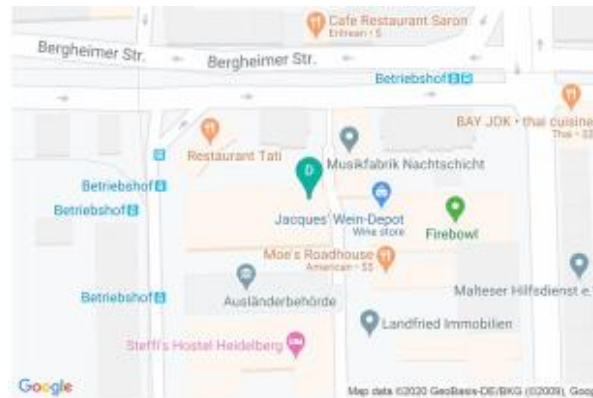 Cafe Restaurant Saron
Eritrean • $
Bergheimer Str.
Bergheimer Str.
Betriebshof
BAY JOK • thai cuisine
Thai • $$
Restaurant Tati
Musikfabrik Nachtschicht
D
Betriebshof
Betriebshof
Jacques' Wein-Depot
Wine store
Firebowl
Moe's Roadhouse
American • $$
Ausländerbehörde
Betriebshof
Malteser Hilfsdienst e.
Landfried Immobilien
Steffi's Hostel Heidelberg
Google
Map data ©2020 GeoBasis-DE/BKG (©2009), Goog